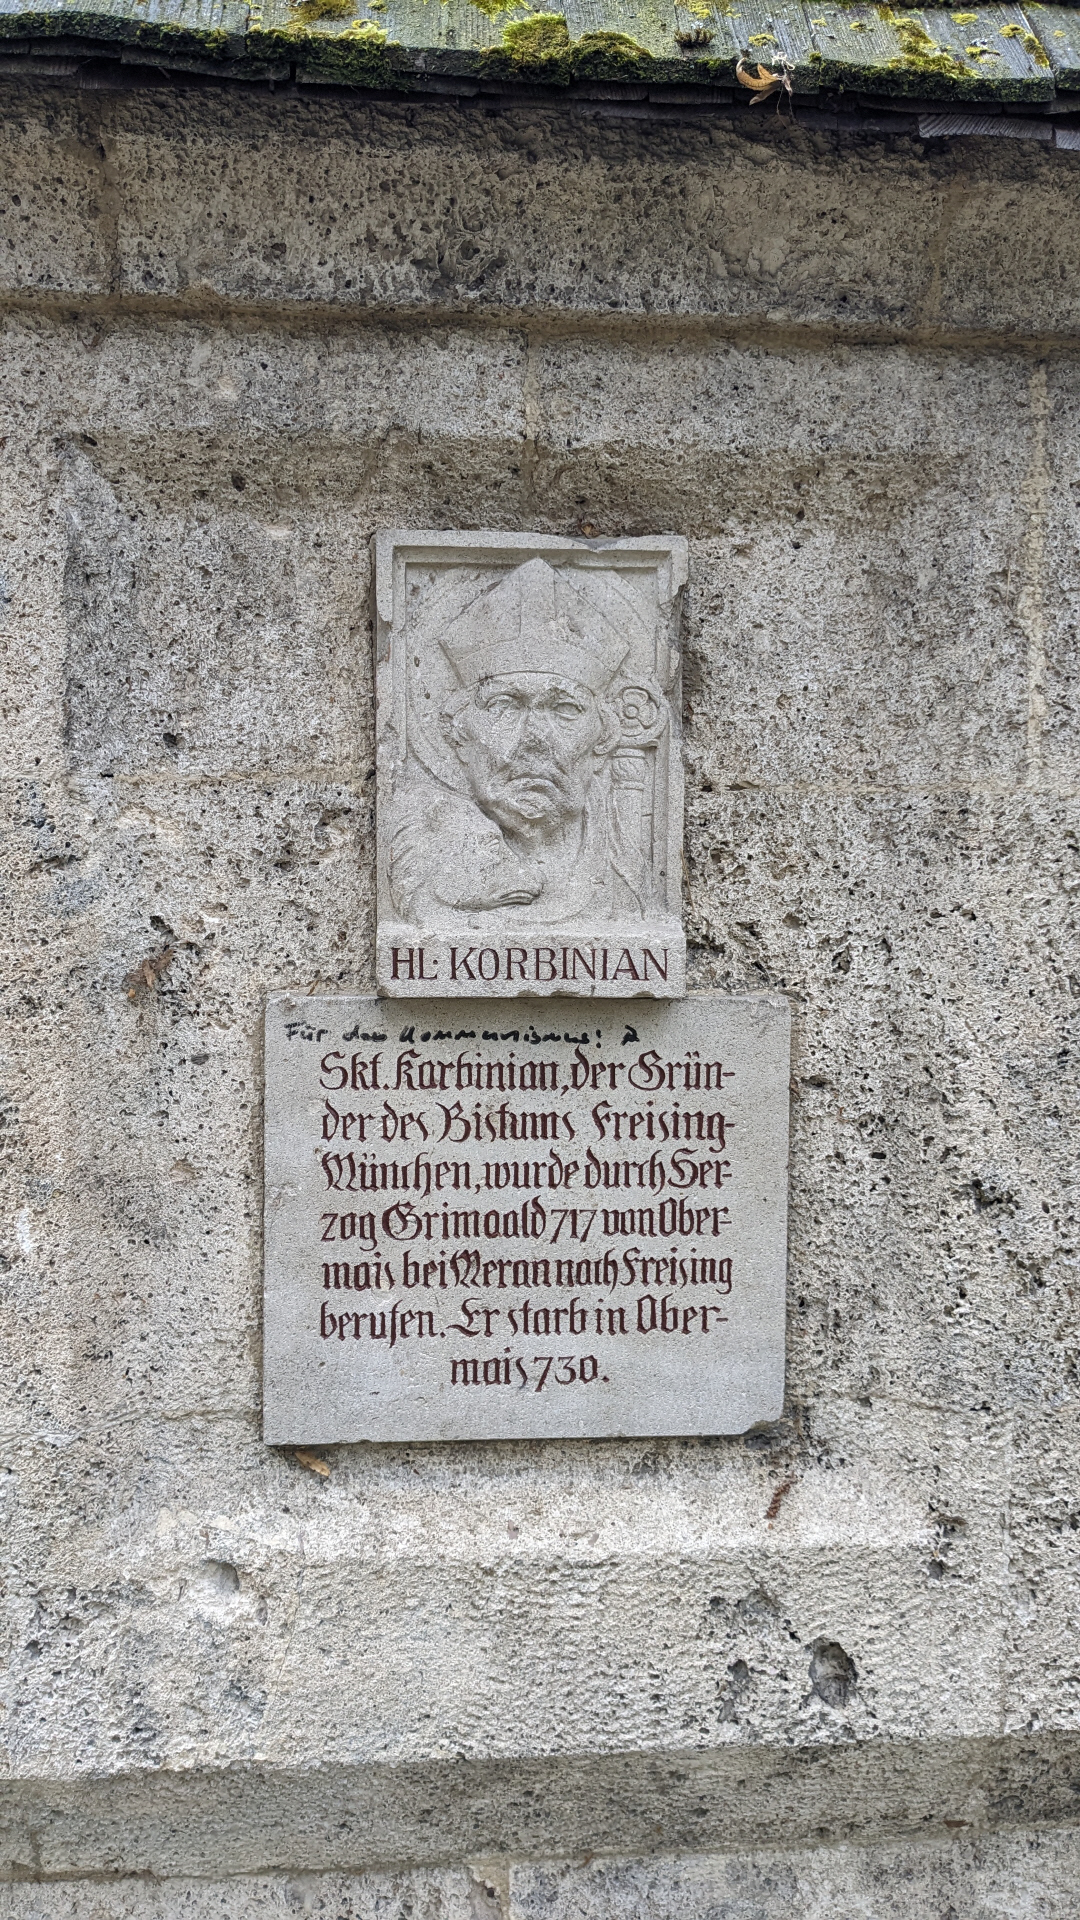 HL. KORBINIAN
Für den Kommunismus!
Skt. Korbinian, der Grün-
der des Bistums Freising-
München, wurde durch Her-
zog Grimoald 717 von Ober-
mais bei Meran nach Freising
berufen. Er starb in Ober-
mais 730.